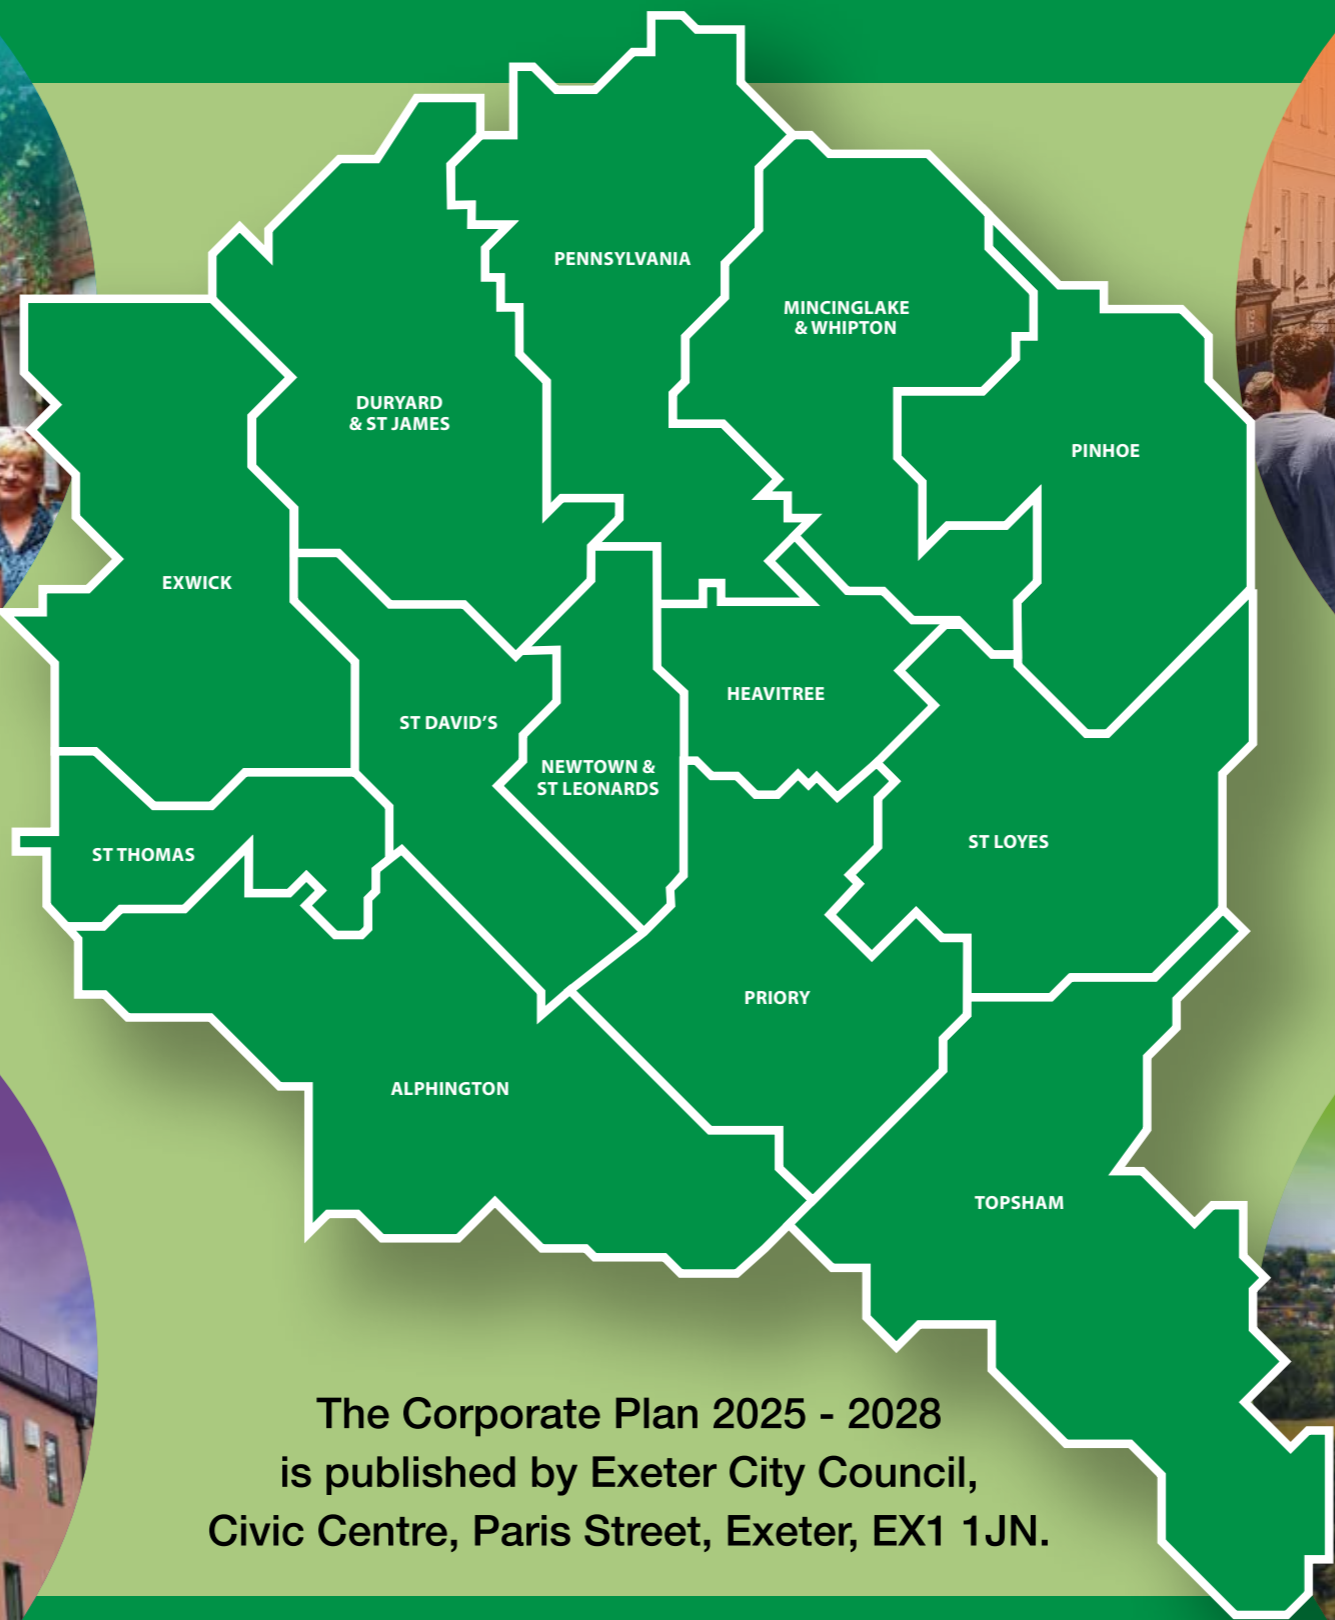 PENNSYLVANIA
MINCINGLAKE
& WHIPTON
DURYARD
& ST JAMES
PINHOE
EXWICK
HEAVITREE
ST DAVID'S
NEWTOWN &
ST LEONARDS
ST LOYES
ST THOMAS
PRIORY
ALPHINGTON
TOPSHAM
The Corporate Plan 2025 - 2028
is published by Exeter City Council,
Civic Centre, Paris Street, Exeter, EX1 1JN.